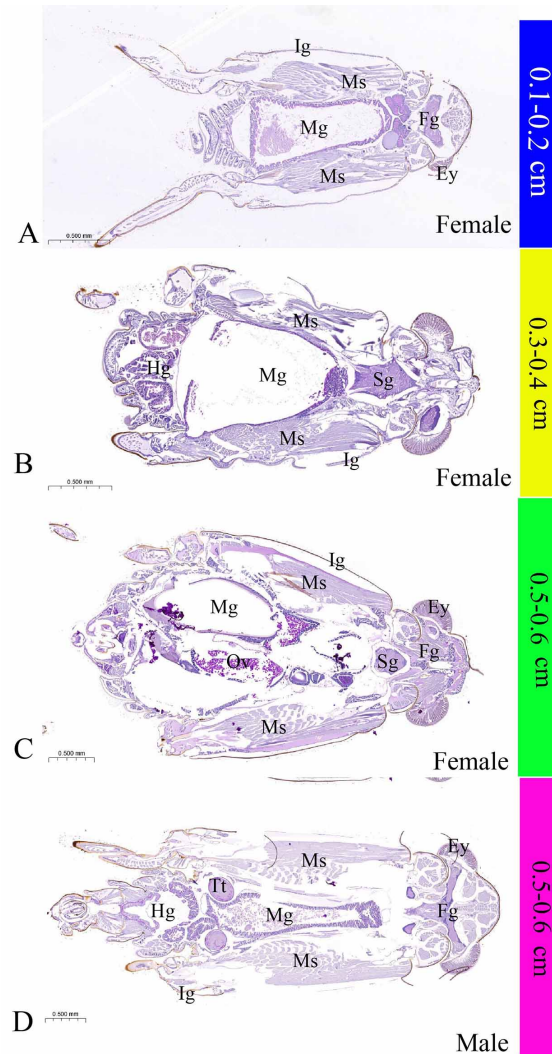 Ig
Ms
Mg
Fg
Ms
Ey
A
0.500 mm
Female
0.1-0.2 cm
Ms
Hg
Mg
Sg
Ms
Ig
B
0.500 mm
Female
0.3-0.4 cm
Ig
Ms
Ey
Mg
Fg
Ov
Sg
Ms
C
0.500 mm
Female
0.5-0.6 cm
Ey
Ms
Tt
Hg
Mg
Fg
Ms
Ig
D
0.500 mm
Male
0.5-0.6 cm